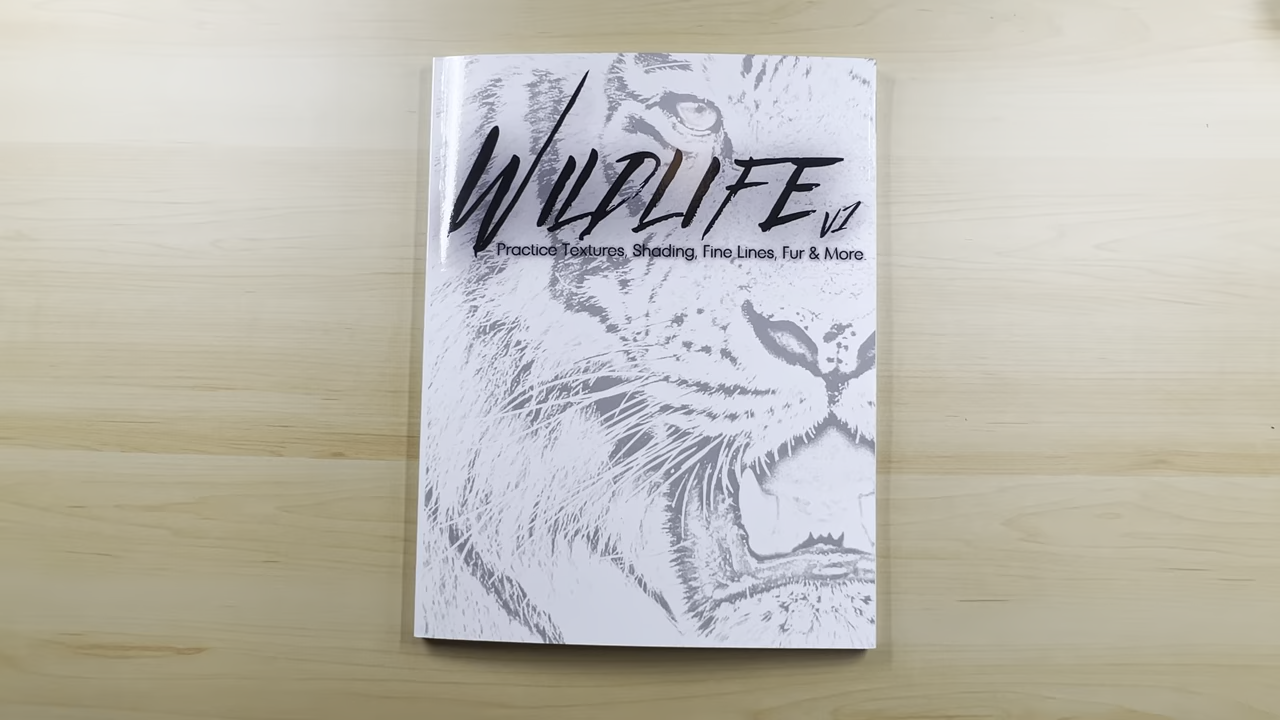 WILDLIFE V1
Practice Textures, Shading, Fine Lines, Fur & More.